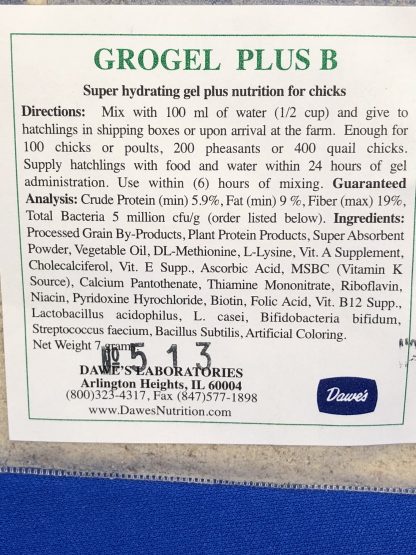 GROGEL PLUS B
Super hydrating gel plus nutrition for chicks
Directions: Mix with 100 ml of water (1/2 cup) and give to
hatchlings in shipping boxes or upon arrival at the farm. Enough for
100 chicks or poults, 200 pheasants or 400 quail chicks.
Supply hatchlings with food and water within 24 hours of gel
administration. Use within (6) hours of mixing. Guaranteed
Analysis: Crude Protein (min) 5.9%, Fat (min) 9 %, Fiber (max) 19%,
Total Bacteria 5 million cfu/g (order listed below). Ingredients:
Processed Grain By-Products, Plant Protein Products, Super Absorbent
Powder, Vegetable Oil, DL-Methionine, L-Lysine, Vit. A Supplement,
Cholecalciferol, Vit. E Supp., Ascorbic Acid, MSBC (Vitamin K
Source), Calcium Pantothenate, Thiamine Mononitrate, Riboflavin,
Niacin, Pyridoxine Hyrochloride, Biotin, Folic Acid, Vit. B12 Supp.,
Lactobacillus acidophilus, L. casei, Bifidobacteria bifidum,
Streptococcus faecium, Bacillus Subtilis, Artificial Coloring.
Net Weight 7 gram
№ 513
DAWE'S LABORATORIES
Arlington Heights, IL 60004
(800)323-4317, Fax (847)577-1898
www.DawesNutrition.com
Dawe's